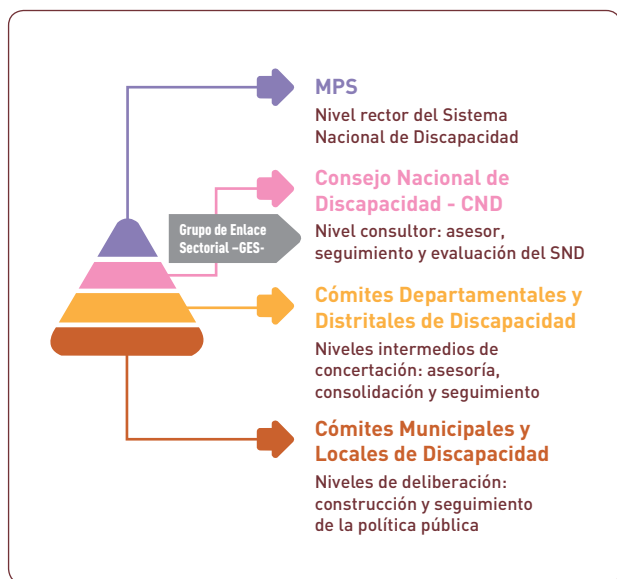 MPS
Nivel rector del Sistema
Nacional de Discapacidad
Consejo Nacional de
Discapacidad - CND
Grupo de Enlace
Sectorial –GES-
Nivel consultor: asesor,
seguimiento y evaluación del SND
Cómites Departamentales y
Distritales de Discapacidad
Niveles intermedios de
concertación: asesoría,
consolidación y seguimiento
Cómites Municipales y
Locales de Discapacidad
Niveles de deliberación:
construcción y seguimiento
de la política pública